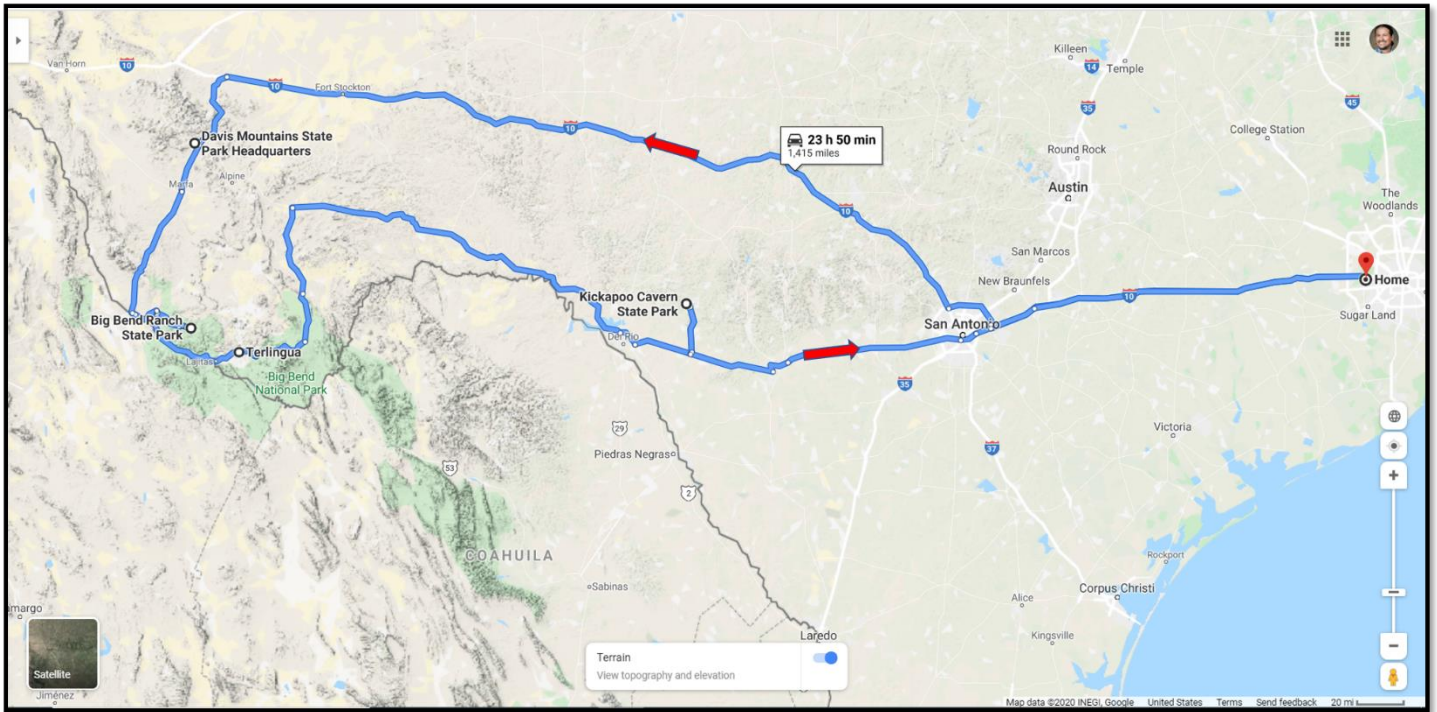 Killeen
14
Temple
Van Horn
10
10
Fort Stockton
35
45
College Station
Davis Mountains State
Park Headquarters
10
23 h 50 min
1,415 miles
Round Rock
Marfa
Alpine
Austin
The
Woodlands
10
San Marcos
New Braunfels
Home
Kickapoo Cavern
State Park
10
Sugar Land
Big Bend Ranch
State Park
San Antonio
Del Rio
Terlingua
Lajitas
Big Bend
National Park
35
29
Victoria
Piedras Negras
37
53
2
COAHUILA
Rockport
Sabinas
Corpus Christi
Alice
amargo
Laredo
Kingsville
Terrain
View topography and elevation
Satellite
Jiménez
Map data ©2020 INEGI, Google United States Terms Send feedback 20 mi